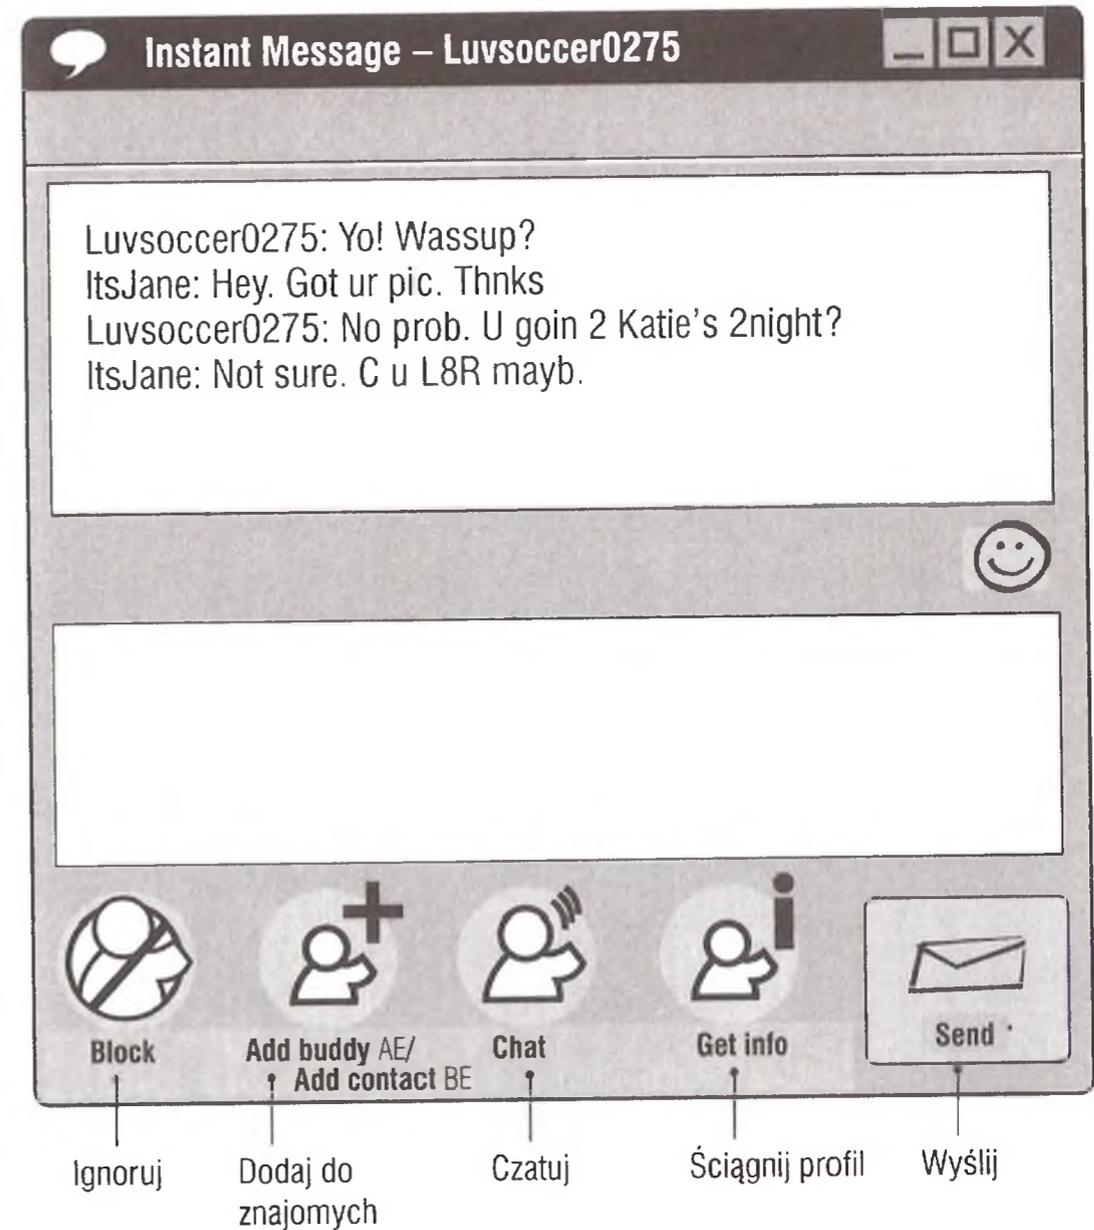 Instant Message – Luvsoccer0275
Luvsoccer0275: Yo! Wassup?
ItsJane: Hey. Got ur pic. Thnks
Luvsoccer0275: No prob. U goin 2 Katie's 2night?
ItsJane: Not sure. C u L8R mayb.
Block
Add buddy AE/
Add contact BE
Chat
Get info
Send
Ignoruj
Dodaj do
znajomych
Czatuj
Ściągnij profil
Wyślij